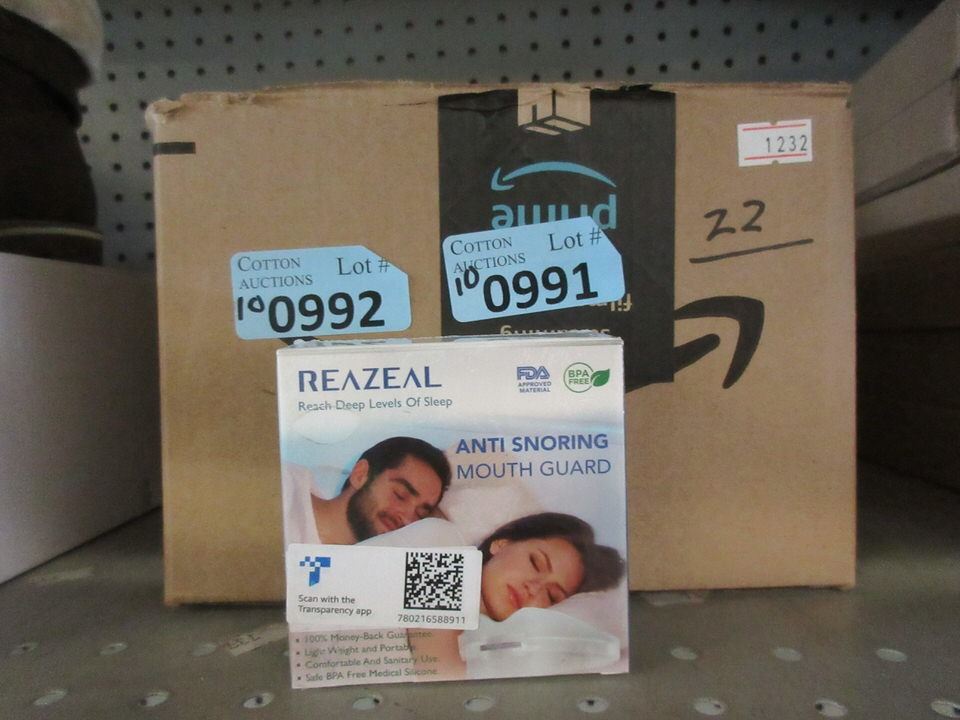 1232
prime
22
COTTON
AUCTIONS
Lot #
10 0992
COTTON
AUCTIONS
Lot #
10 0991
streaming
REAZEAL
Reach Deep Levels Of Sleep
FDA
APPROVED
MATERIAL
BPA
FREE
ANTI SNORING
MOUTH GUARD
Scan with the
Transparency app
780216588911
• 100% Money-Back Guarantee.
• Light Weight and Portable
• Comfortable And Sanitary Use.
• Safe BPA Free Medical Silicone.